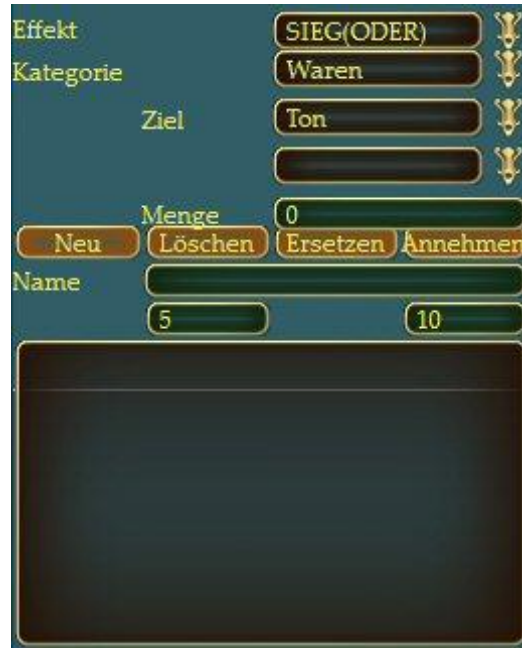 Effekt SIEG(ODER)
Kategorie Waren
Ziel Ton
Menge 0
Neu Löschen Ersetzen Annehmen
Name
5 10